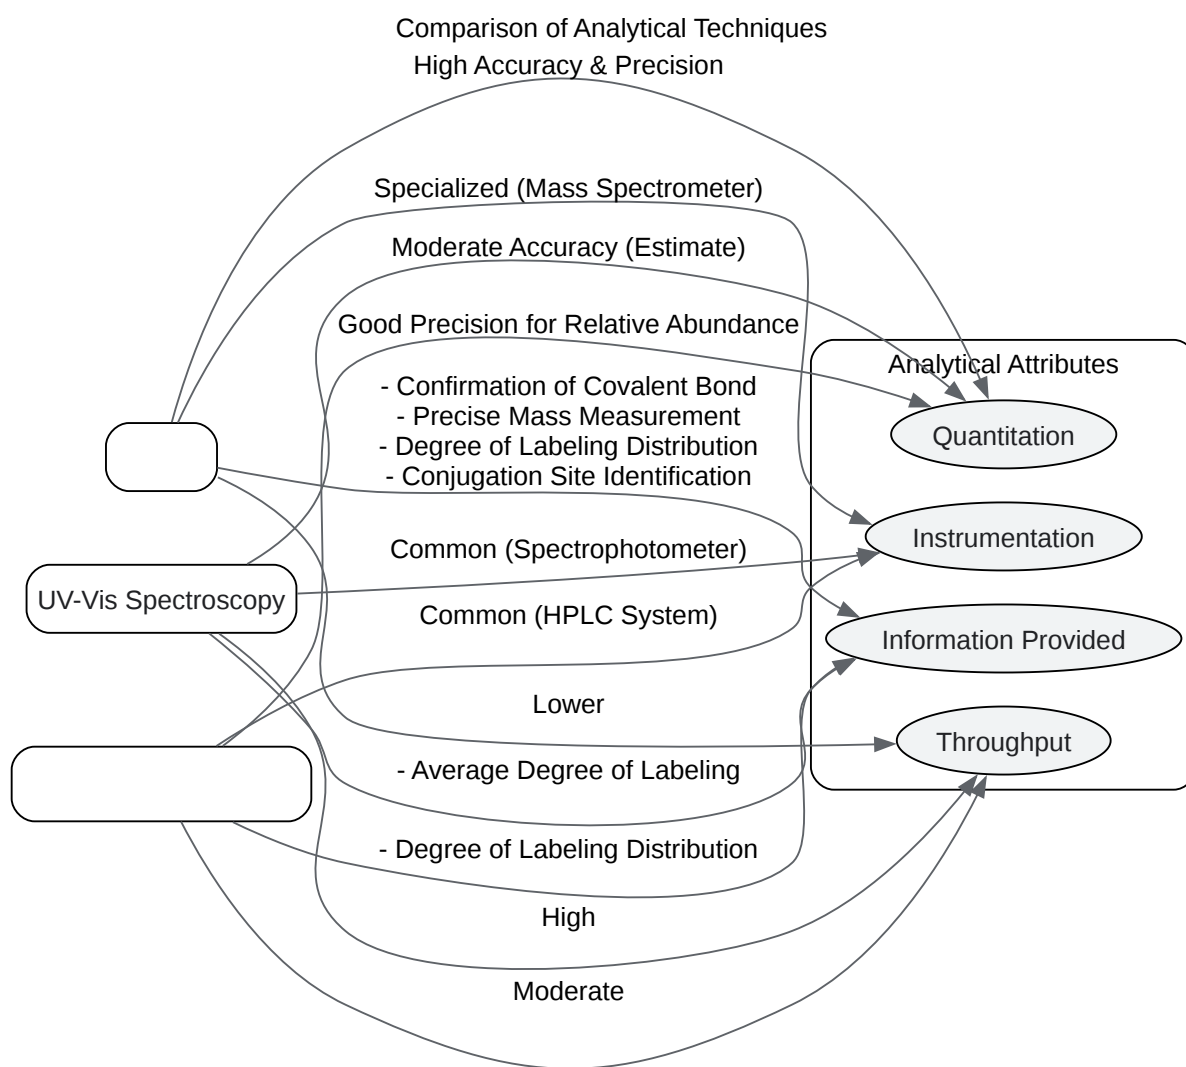 Comparison of Analytical Techniques
High Accuracy & Precision
Specialized (Mass Spectrometer)
Moderate Accuracy (Estimate)
Good Precision for Relative Abundance
Analytical Attributes
- Confirmation of Covalent Bond
- Precise Mass Measurement
- Degree of Labeling Distribution
- Conjugation Site Identification
Quantitation
Instrumentation
Common (Spectrophotometer)
UV-Vis Spectroscopy
Common (HPLC System)
Information Provided
Lower
Throughput
- Average Degree of Labeling
- Degree of Labeling Distribution
High
Moderate